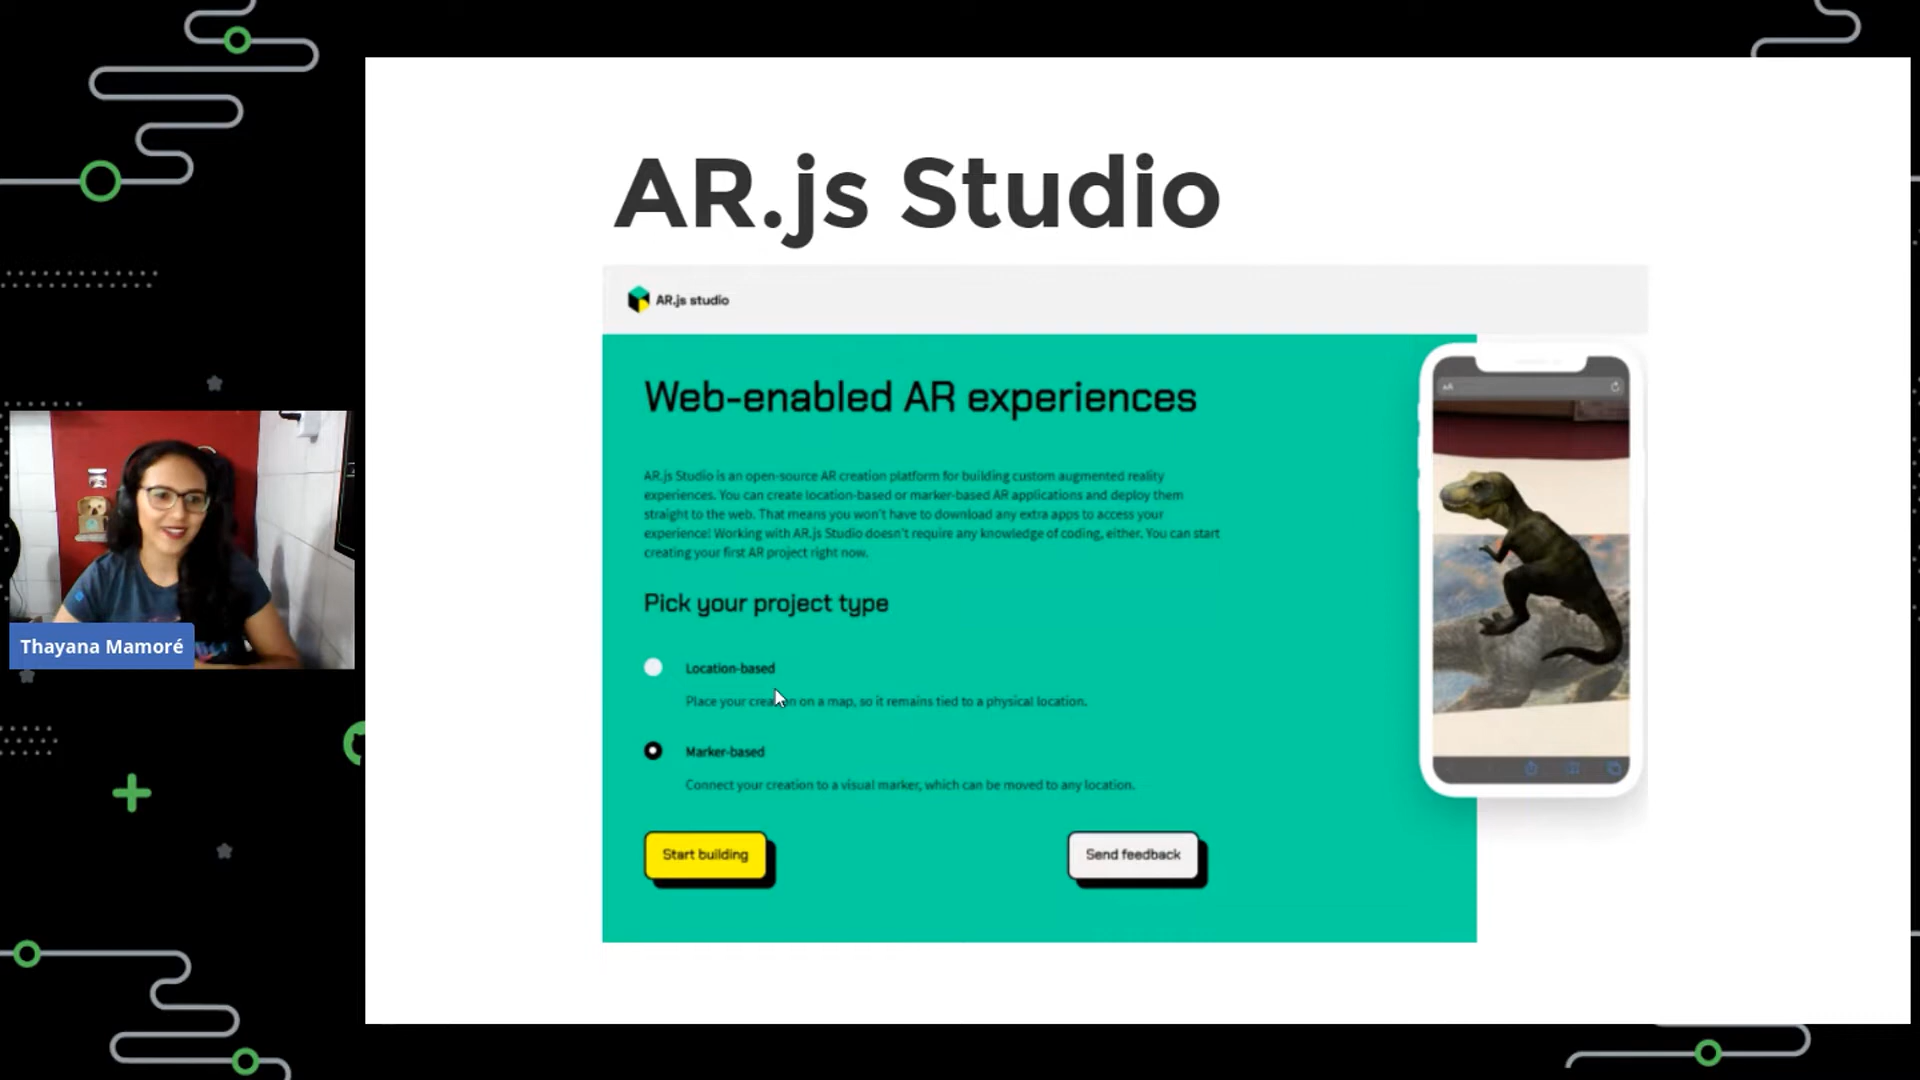 AR.js Studio
AR.js studio
Web-enabled AR experiences
AR.js Studio is an open-source AR creation platform for building custom augmented reality
experiences. You can create location-based or marker-based AR applications and deploy them
straight to the web. That means you won't have to download any extra apps to access your
experience! Working with AR.js Studio doesn't require any knowledge of coding, either. You can start
creating your first AR project right now.
Pick your project type
Location-based
Place your creation on a map, so it remains tied to a physical location.
Marker-based
Connect your creation to a visual marker, which can be moved to any location.
Start building
Send feedback
AA
Thayana Mamoré